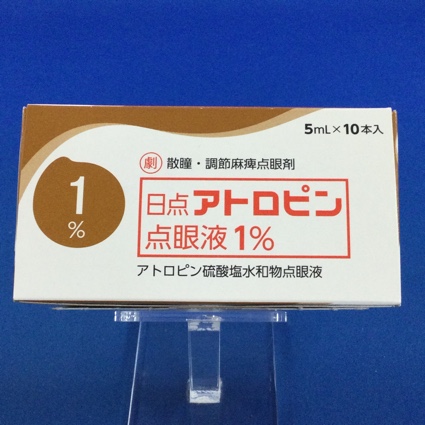 5mL×10本入
劇 散瞳・調節麻痺点眼剤
1
%
日点 アトロピン
点眼液 1%
アトロピン硫酸塩水和物点眼液